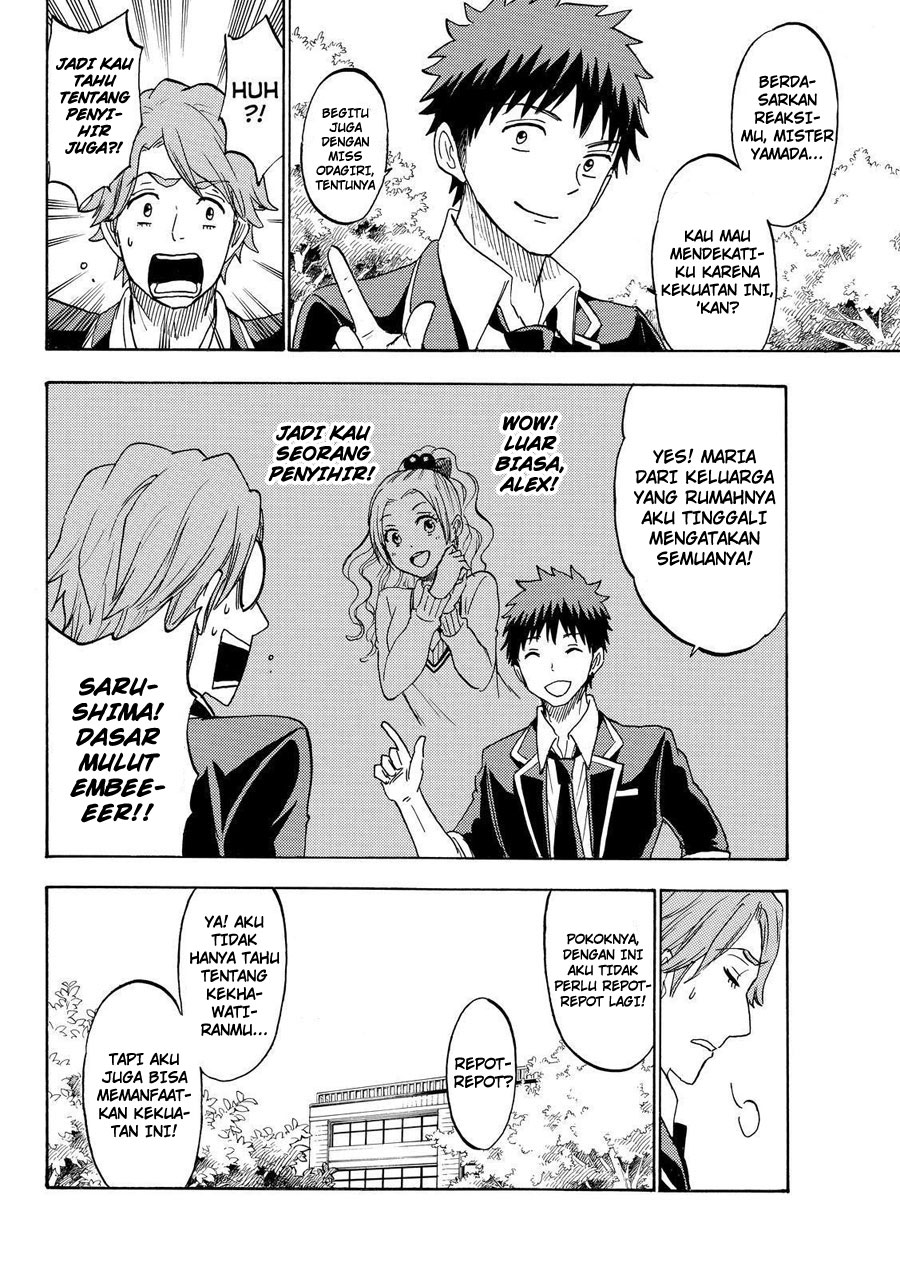 BERDA-
SARKAN
REAKSI-
MU, MISTER
YAMADA...
KAU MAU
MENDEKATI-
KU KARENA
KEKUATAN INI,
'KAN?
BEGITU
JUGA
DENGAN
MISS
ODAGIRI,
TENTUNYA
HUH
?!
JADI KAU
TAHU
TENTANG
PENYI-
HIR
JUGA?!
YES! MARIA
DARI KELUARGA
YANG RUMAHNYA
AKU TINGGALI
MENGATAKAN
SEMUANYA!
WOW!
LUAR
BIASA,
ALEX!
JADI KAU
SEORANG
PENYIHIR!
SARU-
SHIMA!
DASAR
MULUT
EMBEE-
EER!!
POKOKNYA,
DENGAN INI
AKU TIDAK
PERLU REPOT-
REPOT LAGI!
REPOT-
REPOT?
YA! AKU
TIDAK
HANYA TAHU
TENTANG
KEKHA-
WATI-
RANMU...
TAPI AKU
JUGA BISA
MEMANFAAT-
KAN KEKUA-
TAN INI!